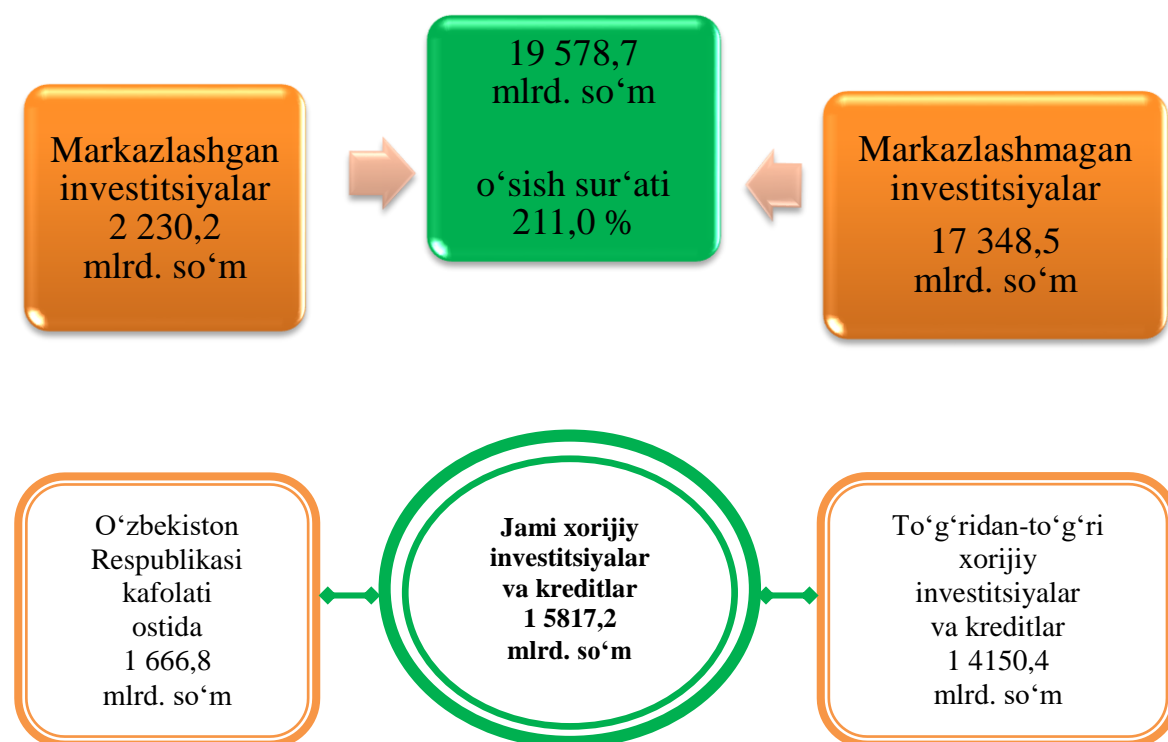 19 578,7
mlrd. so‘m
o‘sish sur‘ati
211,0 %
Markazlashgan
investitsiyalar
2 230,2
mlrd. so‘m
Markazlashmagan
investitsiyalar
17 348,5
mlrd. so‘m
O‘zbekiston
Respublikasi
kafolati
ostida
1 666,8
mlrd. so‘m
Jami xorijiy
investitsiyalar
va kreditlar
1 5817,2
mlrd. so‘m
To‘g‘ridan-to‘g‘ri
xorijiy
investitsiyalar
va kreditlar
1 4150,4
mlrd. so‘m